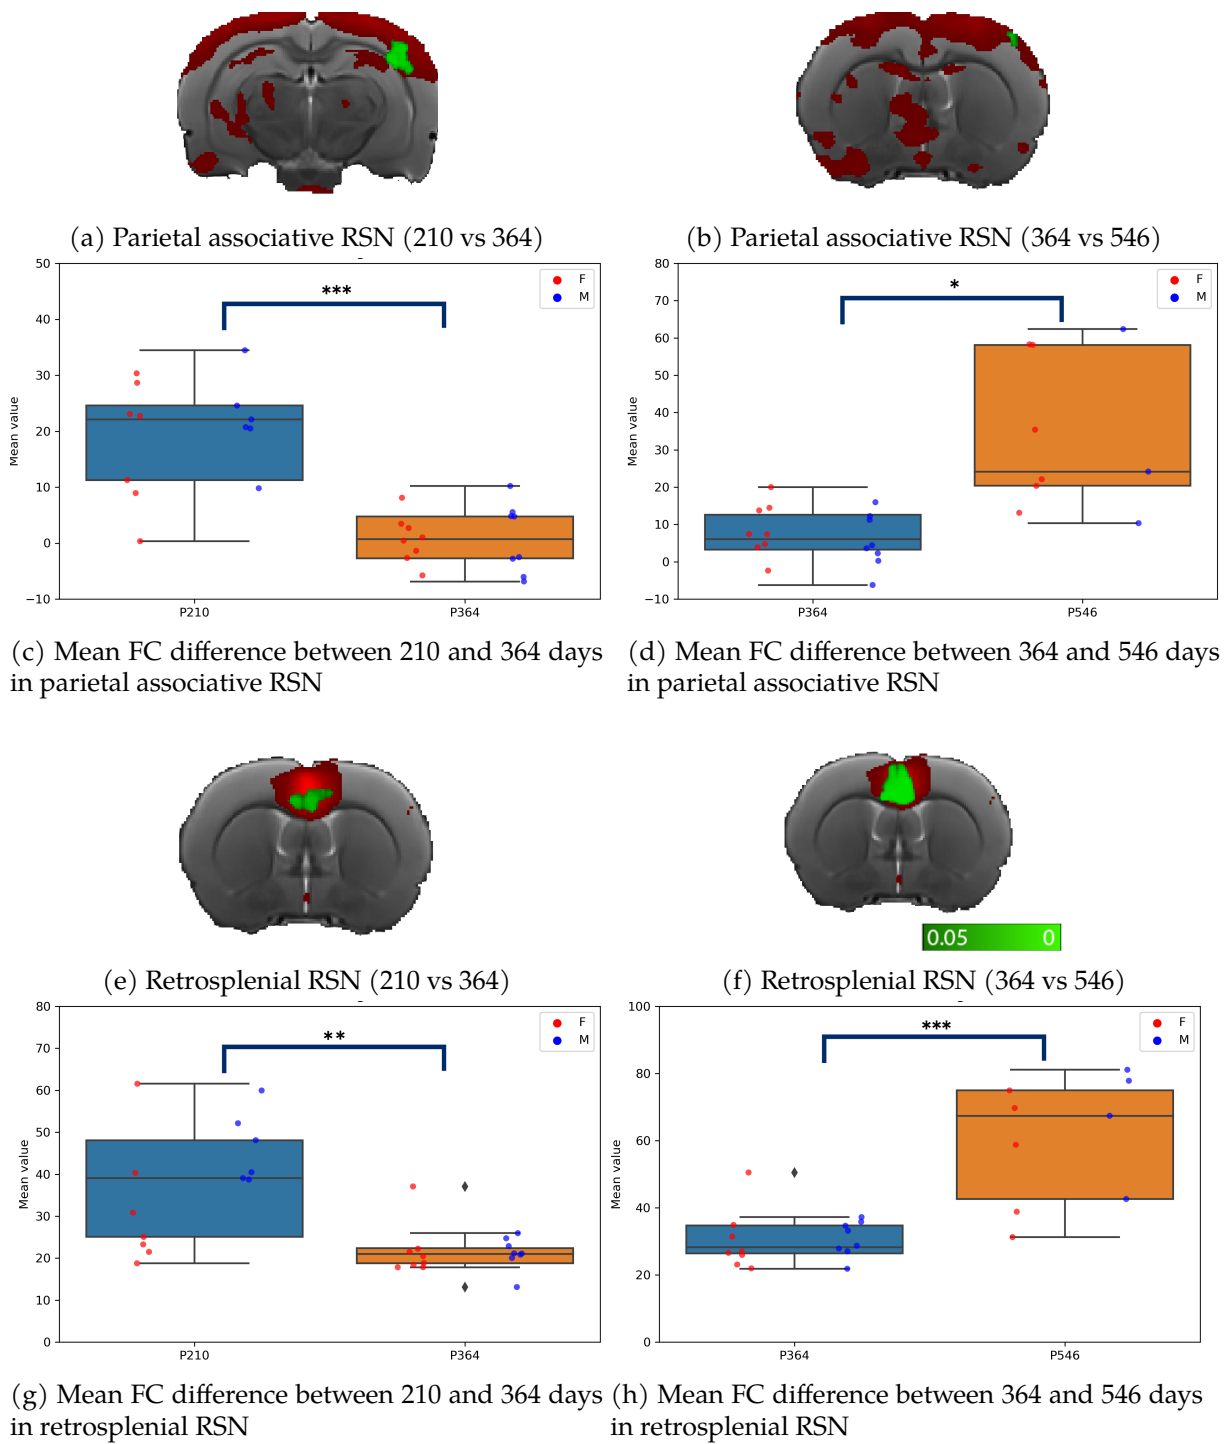 (a) Parietal associative RSN (210 vs 364)
(b) Parietal associative RSN (364 vs 546)
50
40
30
20
10
0
−10
Mean value
***
F
M
P210
P364
80
70
60
50
40
30
20
10
0
−10
Mean value
*
F
M
P364
P546
(c) Mean FC difference between 210 and 364 days
in parietal associative RSN
(d) Mean FC difference between 364 and 546 days
in parietal associative RSN
0.05 0
(e) Retrosplenial RSN (210 vs 364)
(f) Retrosplenial RSN (364 vs 546)
80
70
60
50
40
30
20
10
0
Mean value
**
F
M
P210
P364
100
80
60
40
20
0
Mean value
***
F
M
P364
P546
(g) Mean FC difference between 210 and 364 days
in retrosplenial RSN
(h) Mean FC difference between 364 and 546 days
in retrosplenial RSN